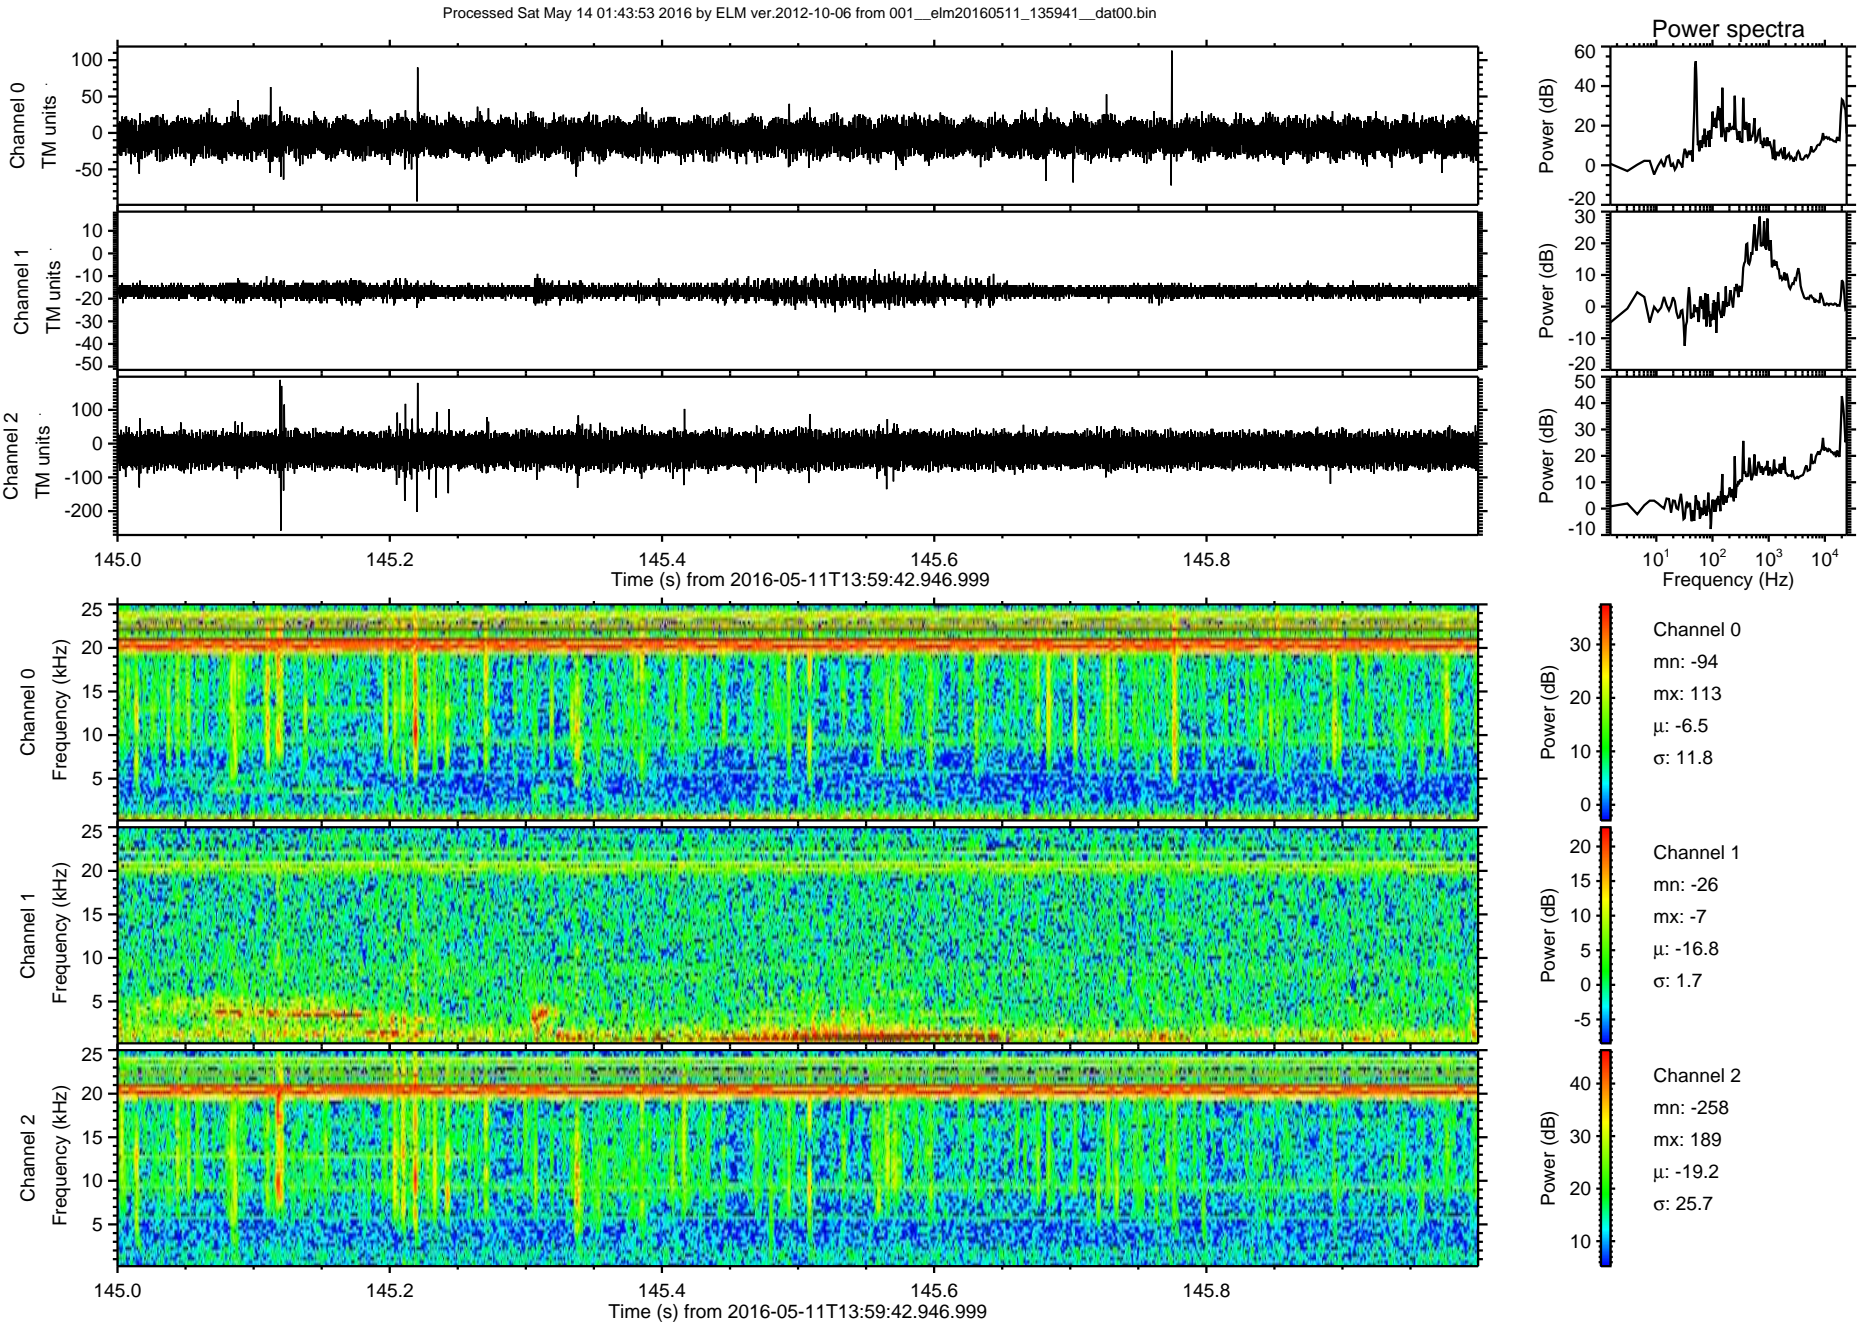 Processed Sat May 14 01:43:53 2016 by ELM ver.2012-10-06 from 001__elm20160511_135941__dat00.bin
Power spectra
Channel 0
TM units
100
50
0
-50
Power (dB)
60
40
20
0
-20
Channel 1
TM units
10
0
-10
-20
-30
-40
-50
Power (dB)
30
20
10
0
-10
-20
Channel 2
TM units
100
0
-100
-200
Power (dB)
50
40
30
20
10
0
-10
145.0 145.2 145.4 145.6 145.8
Time (s) from 2016-05-11T13:59:42.946.999
10^1 10^2 10^3 10^4
Frequency (Hz)
Channel 0
Frequency (kHz)
25
20
15
10
5
Power (dB)
30
20
10
0
Channel 0
mn: -94
mx: 113
μ: -6.5
σ: 11.8
Channel 1
Frequency (kHz)
25
20
15
10
5
Power (dB)
20
15
10
5
0
-5
Channel 1
mn: -26
mx: -7
μ: -16.8
σ: 1.7
Channel 2
Frequency (kHz)
25
20
15
10
5
Power (dB)
40
30
20
10
Channel 2
mn: -258
mx: 189
μ: -19.2
σ: 25.7
145.0 145.2 145.4 145.6 145.8
Time (s) from 2016-05-11T13:59:42.946.999